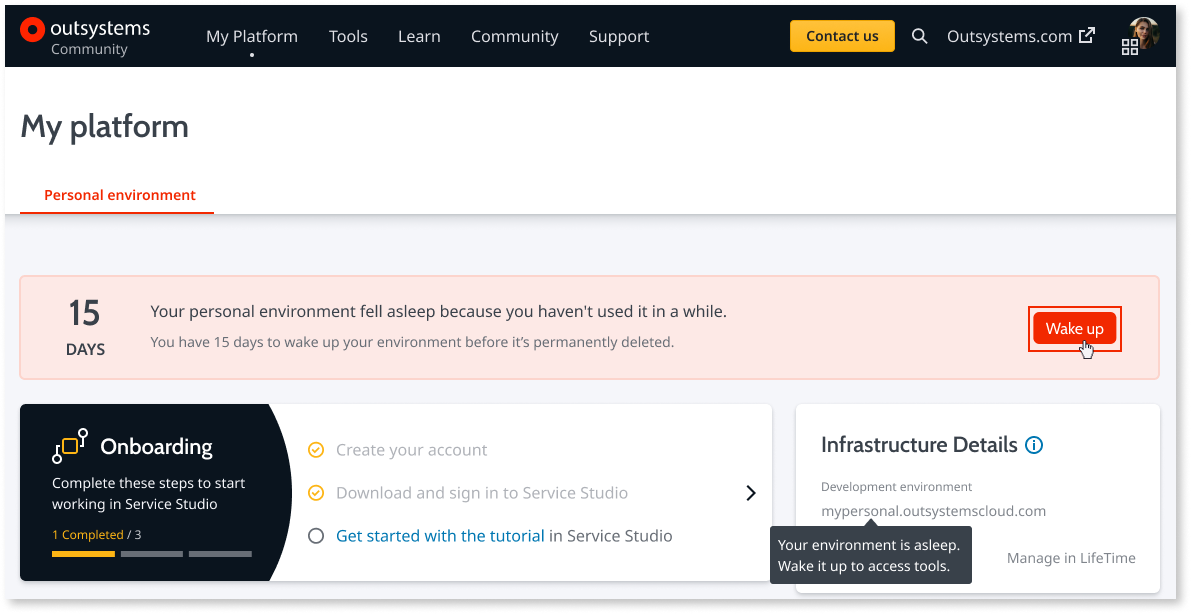 outsystems
Community
My Platform
Tools
Learn
Community
Support
Contact us
Outsystems.com
My platform
Personal environment
15
DAYS
Your personal environment fell asleep because you haven't used it in a while.
You have 15 days to wake up your environment before it’s permanently deleted.
Wake up
Onboarding
Complete these steps to start
working in Service Studio
1 Completed / 3
Create your account
Download and sign in to Service Studio
Get started with the tutorial in Service Studio
Infrastructure Details
Development environment
mypersonal.outsystemscloud.com
Your environment is asleep.
Wake it up to access tools.
Manage in LifeTime